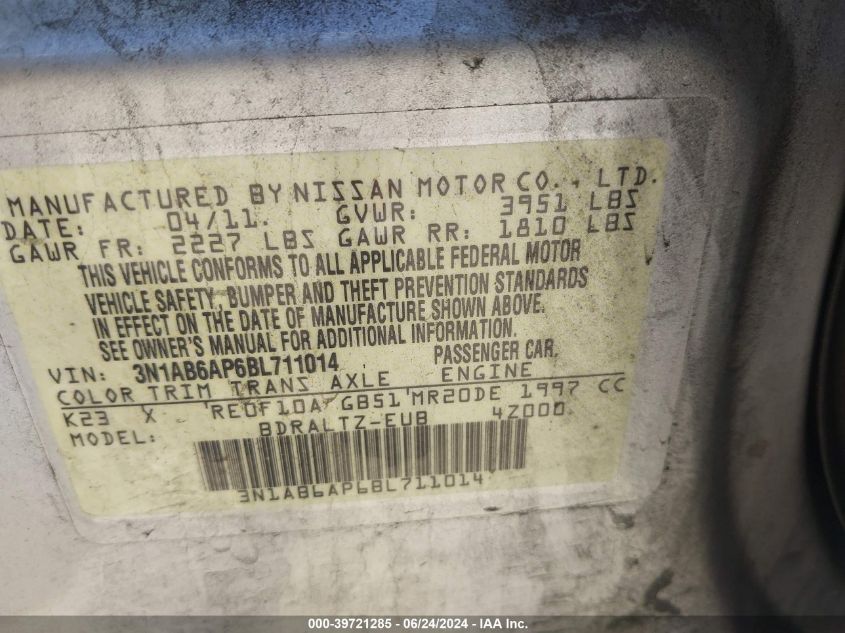 MANUFACTURED BY NISSAN MOTOR CO., LTD.
DATE: 04/11. GVWR: 3951 LBS
GAWR FR: 2227 LBS GAWR RR: 1810 LBS
THIS VEHICLE CONFORMS TO ALL APPLICABLE FEDERAL MOTOR
VEHICLE SAFETY, BUMPER AND THEFT PREVENTION STANDARDS
IN EFFECT ON THE DATE OF MANUFACTURE SHOWN ABOVE.
SEE OWNER'S MANUAL FOR ADDITIONAL INFORMATION.
VIN: 3N1AB6AP6BL711014 PASSENGER CAR.
COLOR TRIM TRANS AXLE ENGINE
K23 X 'RE0F10A'GB51'MR20DE 1997 CC
MODEL: BDRALTZ-EUB 4Z000.
3N1AB6AP6BL711014
000-39721285 - 06/24/2024 - IAA Inc.